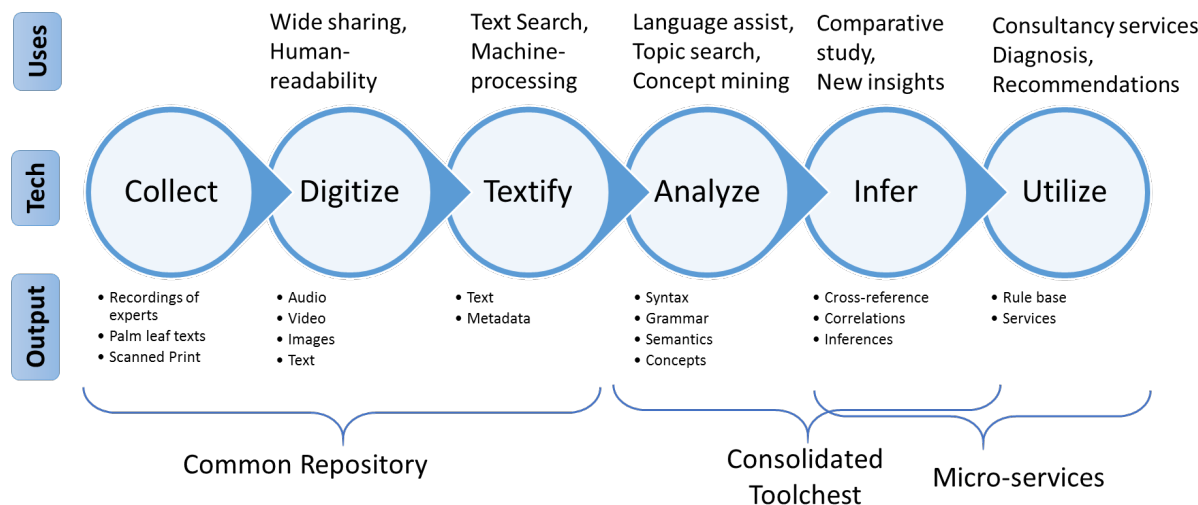 Uses
Wide sharing,
Human-
readability
Text Search,
Machine-
processing
Language assist,
Topic search,
Concept mining
Comparative
study,
New insights
Consultancy services
Diagnosis,
Recommendations
Tech
Collect
Digitize
Textify
Analyze
Infer
Utilize
Output
• Recordings of
experts
• Palm leaf texts
• Scanned Print
• Audio
• Video
• Images
• Text
• Text
• Metadata
• Syntax
• Grammar
• Semantics
• Concepts
• Cross-reference
• Correlations
• Inferences
• Rule base
• Services
Common Repository
Consolidated
Toolchest
Micro-services